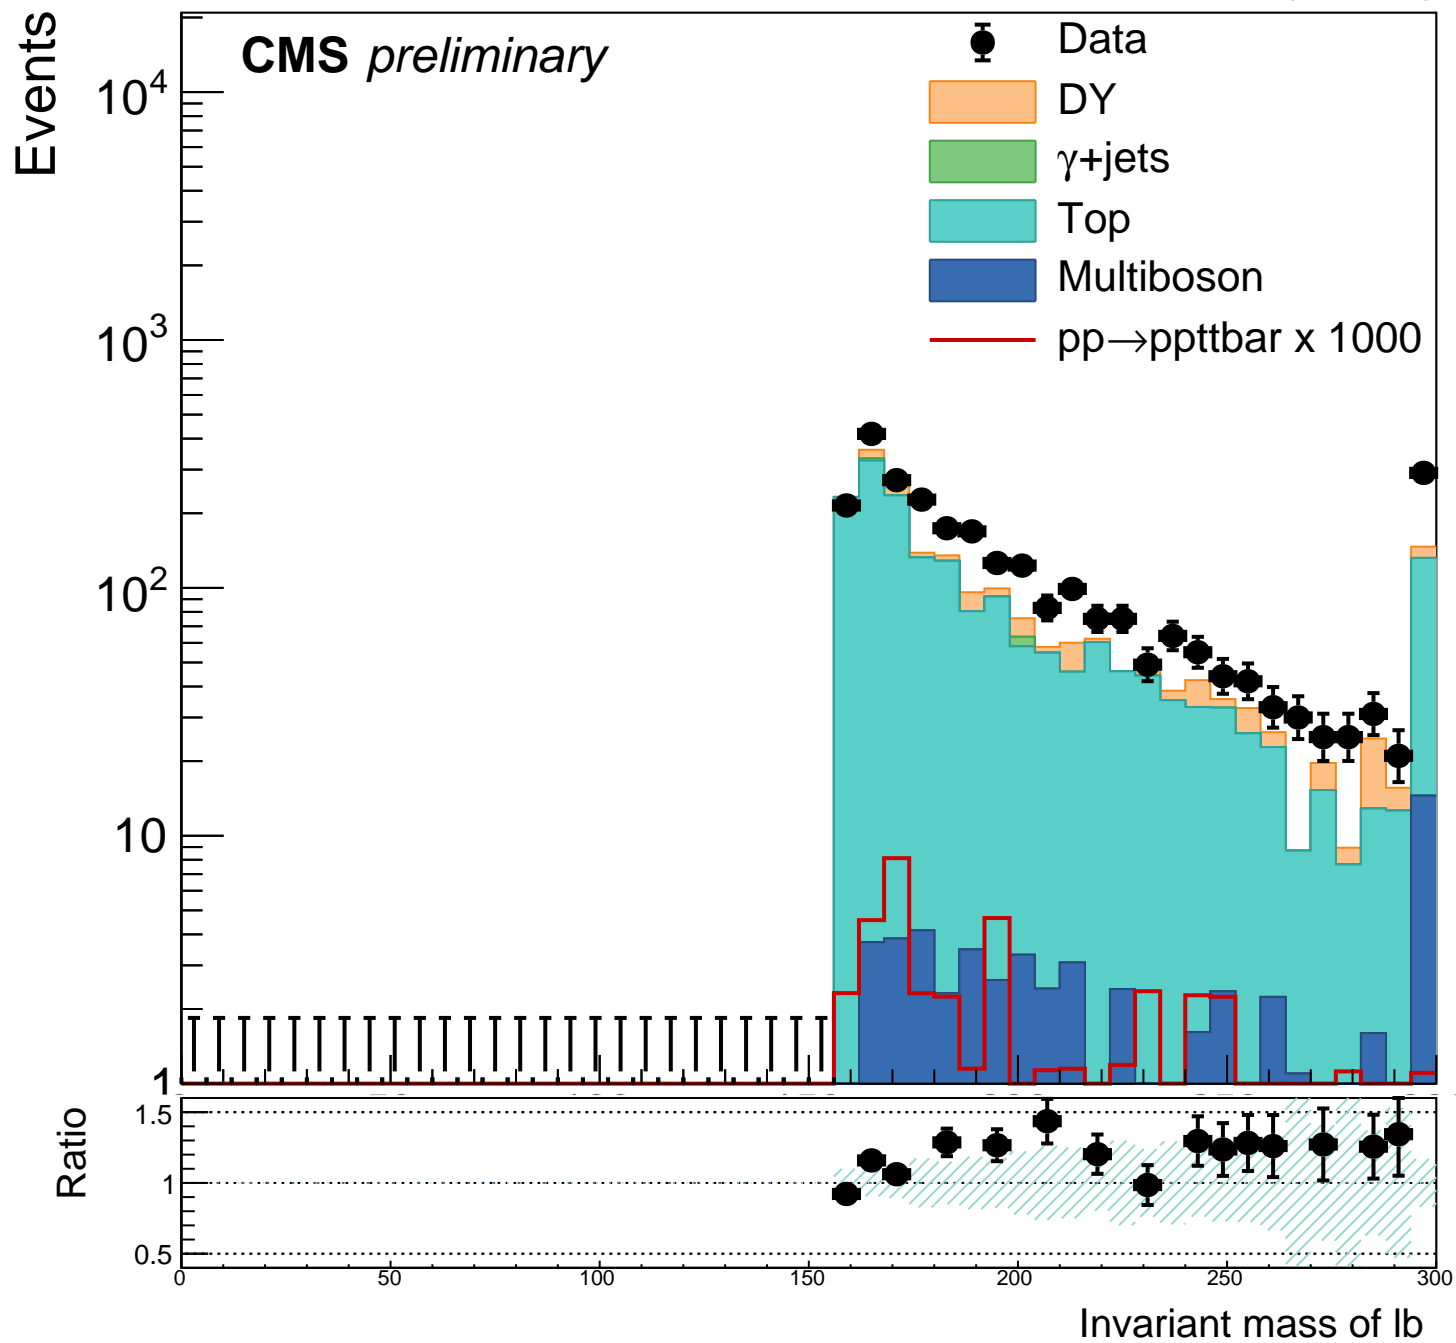 Events
CMS preliminary
Data
DY
γ+jets
Top
Multiboson
pp→ppttbar x 1000
10^4
10^3
10^2
10
1
Ratio
1.5
1
0.5
0 50 100 150 200 250 300
Invariant mass of lb